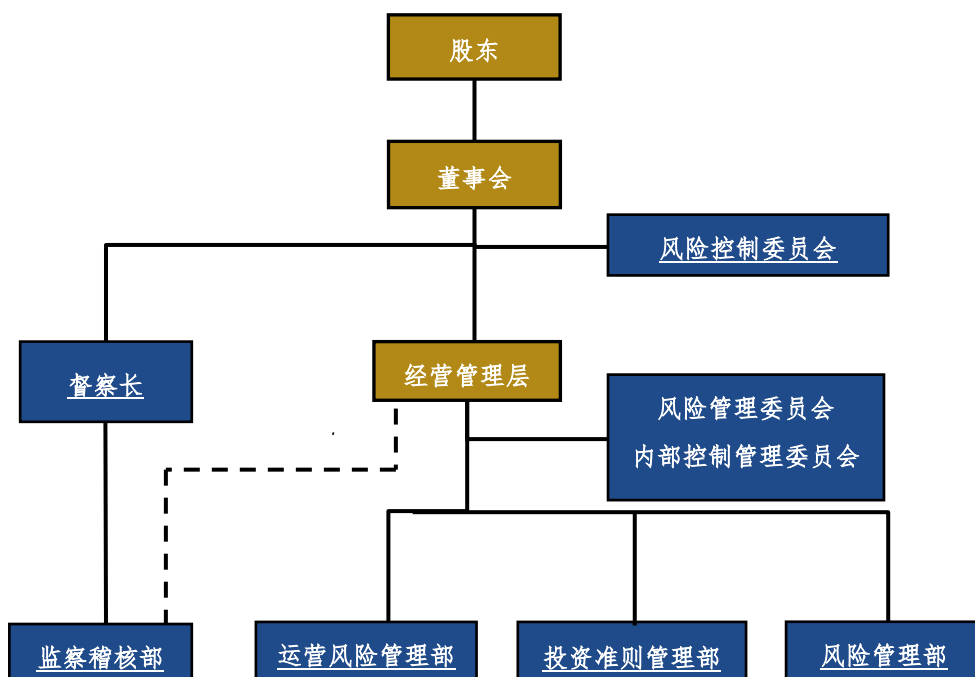 股东
董事会
风险控制委员会
督察长
经营管理层
风险管理委员会
内部控制管理委员会
监察稽核部
运营风险管理部
投资准则管理部
风险管理部